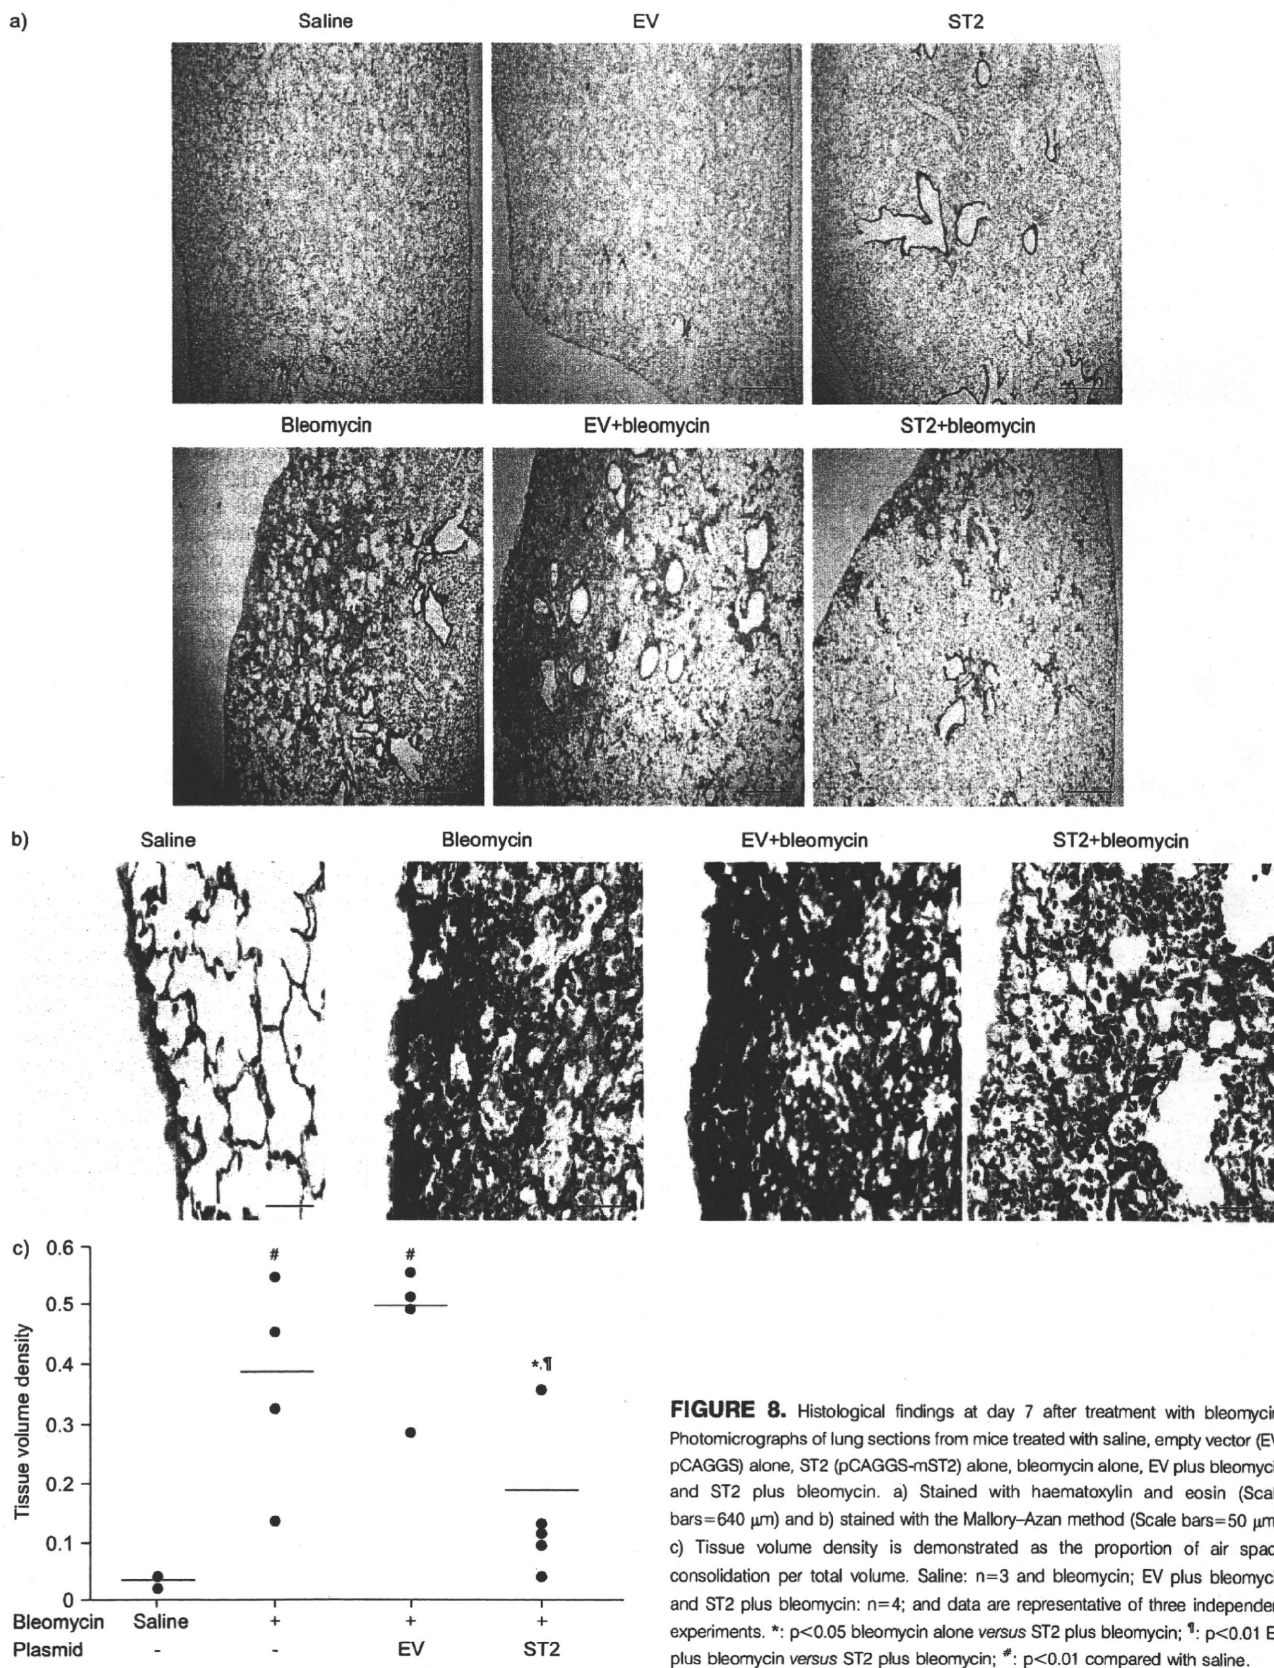 a)
Saline EV ST2
Bleomycin EV+bleomycin ST2+bleomycin
b)
Saline Bleomycin EV+bleomycin ST2+bleomycin
c)
Tissue volume density
0.6
0.5
0.4
0.3
0.2
0.1
0
# #
*,¶
Bleomycin Saline + + +
Plasmid - - EV ST2
FIGURE 8. Histological findings at day 7 after treatment with bleomycin
Photomicrographs of lung sections from mice treated with saline, empty vector (EV
pCAGGS) alone, ST2 (pCAGGS-mST2) alone, bleomycin alone, EV plus bleomyci
and ST2 plus bleomycin. a) Stained with haematoxylin and eosin (Scal
bars=640 μm) and b) stained with the Mallory–Azan method (Scale bars=50 μm
c) Tissue volume density is demonstrated as the proportion of air spac
consolidation per total volume. Saline: n=3 and bleomycin; EV plus bleomyci
and ST2 plus bleomycin: n=4; and data are representative of three independen
experiments. *: p<0.05 bleomycin alone versus ST2 plus bleomycin; ¶: p<0.01 E
plus bleomycin versus ST2 plus bleomycin; #: p<0.01 compared with saline.